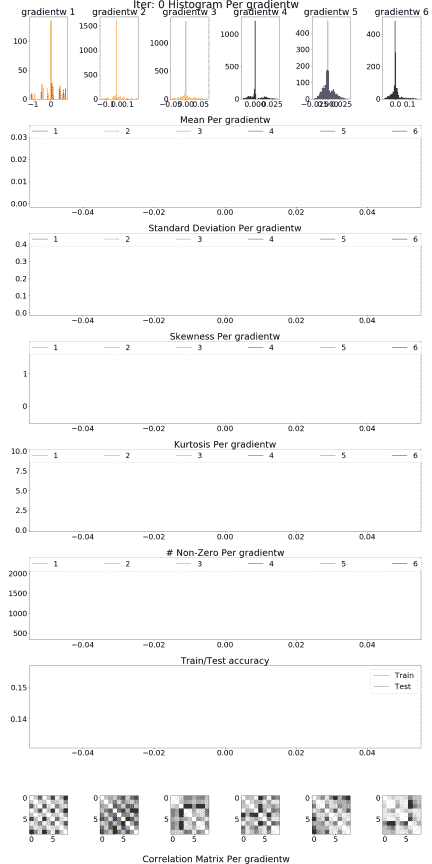 Iter: 0 Histogram Per gradientw
gradientw 1 gradientw 2 gradientw 3 gradientw 4 gradientw 5 gradientw 6
100
50
0
−1 0
1500
1000
500
0
1000
500
0
1000
500
0
400
200
0
400
200
0
0.0 0.1
Mean Per gradientw
1 2 3 4 5 6
0.03
0.02
0.01
0.00
−0.04 −0.02 0.00 0.02 0.04
Standard Deviation Per gradientw
1 2 3 4 5 6
0.4
0.3
0.2
0.1
0.0
−0.04 −0.02 0.00 0.02 0.04
Skewness Per gradientw
1 2 3 4 5 6
1
0
−0.04 −0.02 0.00 0.02 0.04
Kurtosis Per gradientw
1 2 3 4 5 6
10.0
7.5
5.0
2.5
0.0
−0.04 −0.02 0.00 0.02 0.04
# Non-Zero Per gradientw
1 2 3 4 5 6
2000
1500
1000
500
−0.04 −0.02 0.00 0.02 0.04
Train/Test accuracy
Train
Test
0.15
0.14
−0.04 −0.02 0.00 0.02 0.04
0 0 0 0 0 0
5 5 5 5 5 5
0 5 0 5 0 5 0 5 0 5 0 5
Correlation Matrix Per gradientw